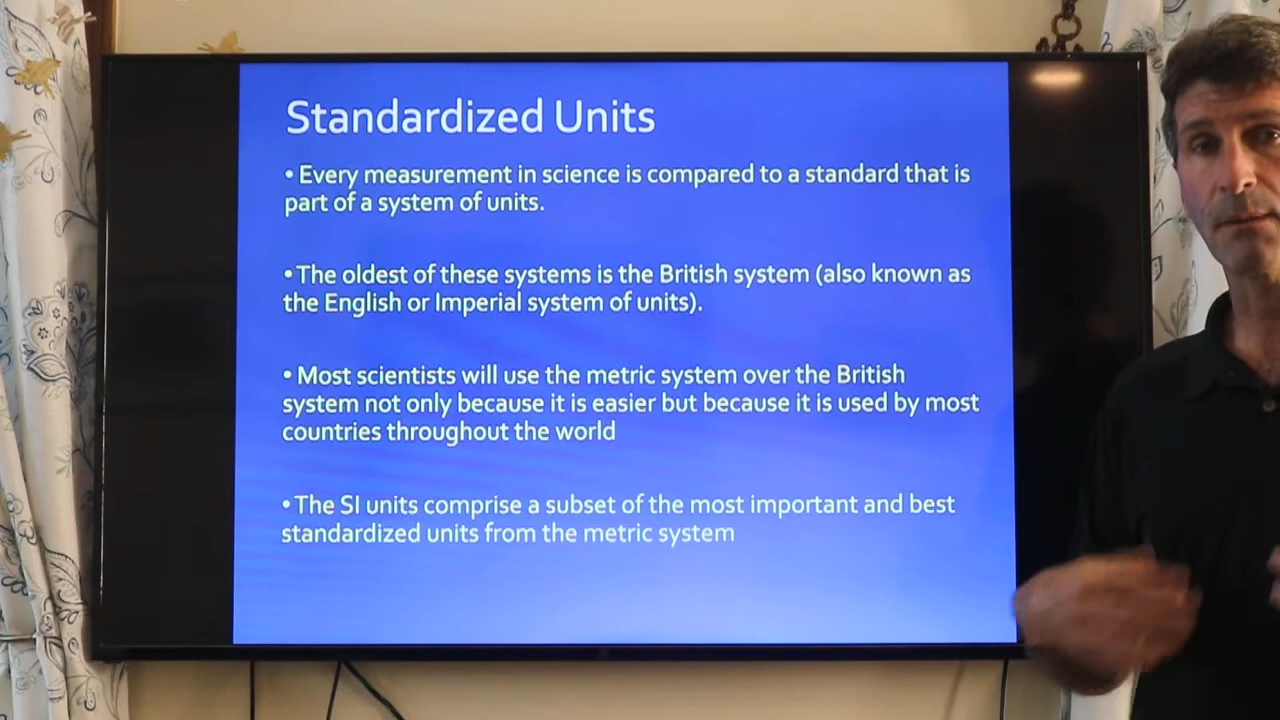 Standardized Units
• Every measurement in science is compared to a standard that is
part of a system of units.
• The oldest of these systems is the British system (also known as
the English or Imperial system of units).
• Most scientists will use the metric system over the British
system not only because it is easier but because it is used by most
countries throughout the world
• The SI units comprise a subset of the most important and best
standardized units from the metric system